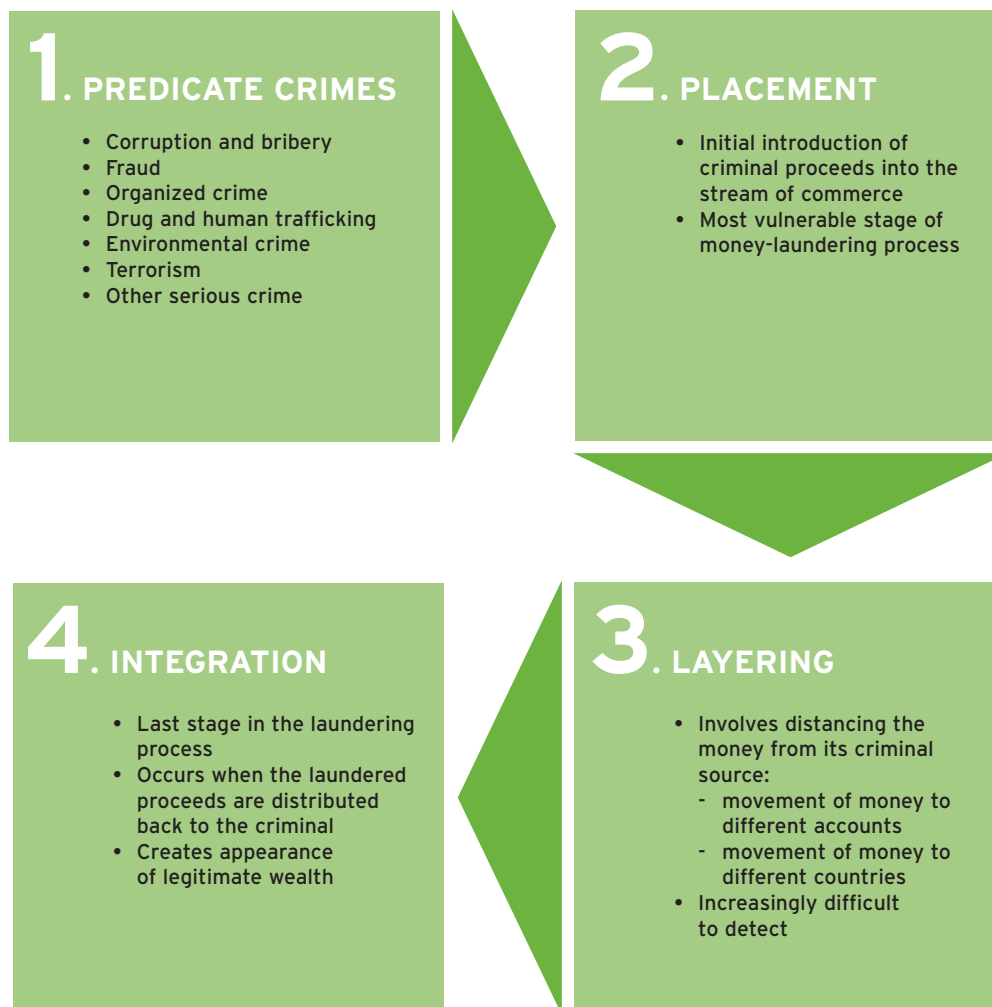 1. PREDICATE CRIMES
• Corruption and bribery
• Fraud
• Organized crime
• Drug and human trafficking
• Environmental crime
• Terrorism
• Other serious crime
2. PLACEMENT
• Initial introduction of
criminal proceeds into the
stream of commerce
• Most vulnerable stage of
money-laundering process
3. LAYERING
• Involves distancing the
money from its criminal
source:
- movement of money to
different accounts
- movement of money to
different countries
• Increasingly difficult
to detect
4. INTEGRATION
• Last stage in the laundering
process
• Occurs when the laundered
proceeds are distributed
back to the criminal
• Creates appearance
of legitimate wealth